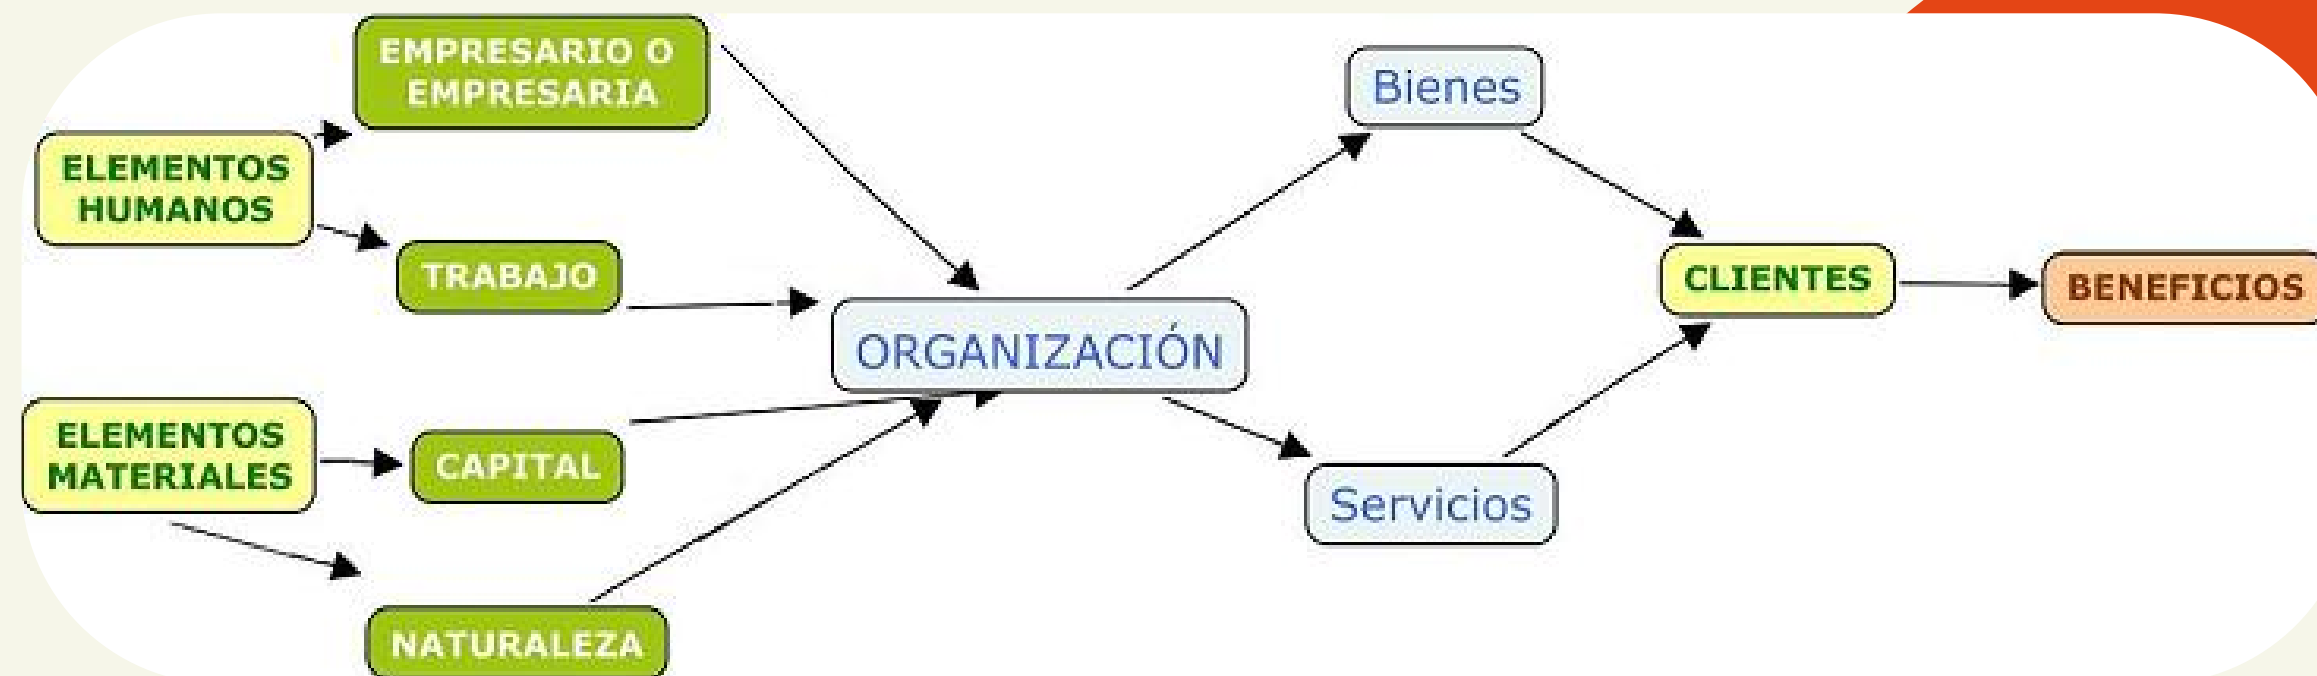 EMPRESARIO O
EMPRESARIA
ELEMENTOS
HUMANOS
TRABAJO
ELEMENTOS
MATERIALES
CAPITAL
NATURALEZA
ORGANIZACIÓN
Bienes
Servicios
CLIENTES
BENEFICIOS